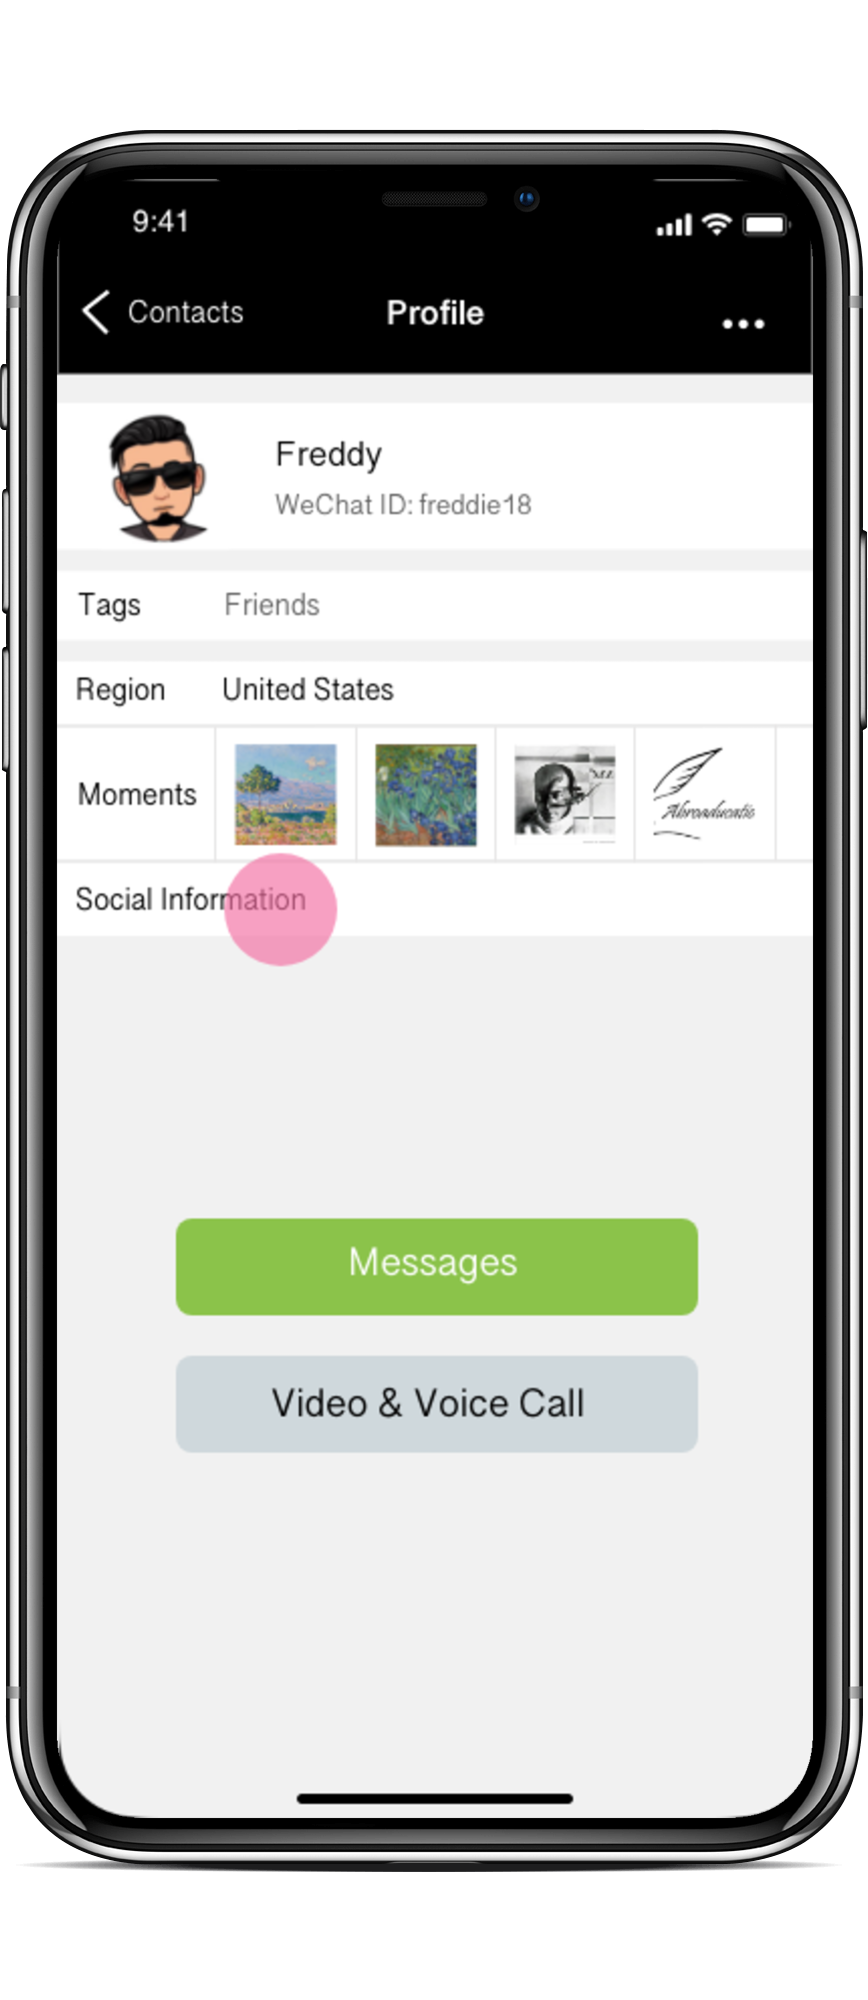 9:41
Contacts
Profile
Freddy
WeChat ID: freddie18
Tags Friends
Region United States
Moments
Social Information
Messages
Video & Voice Call